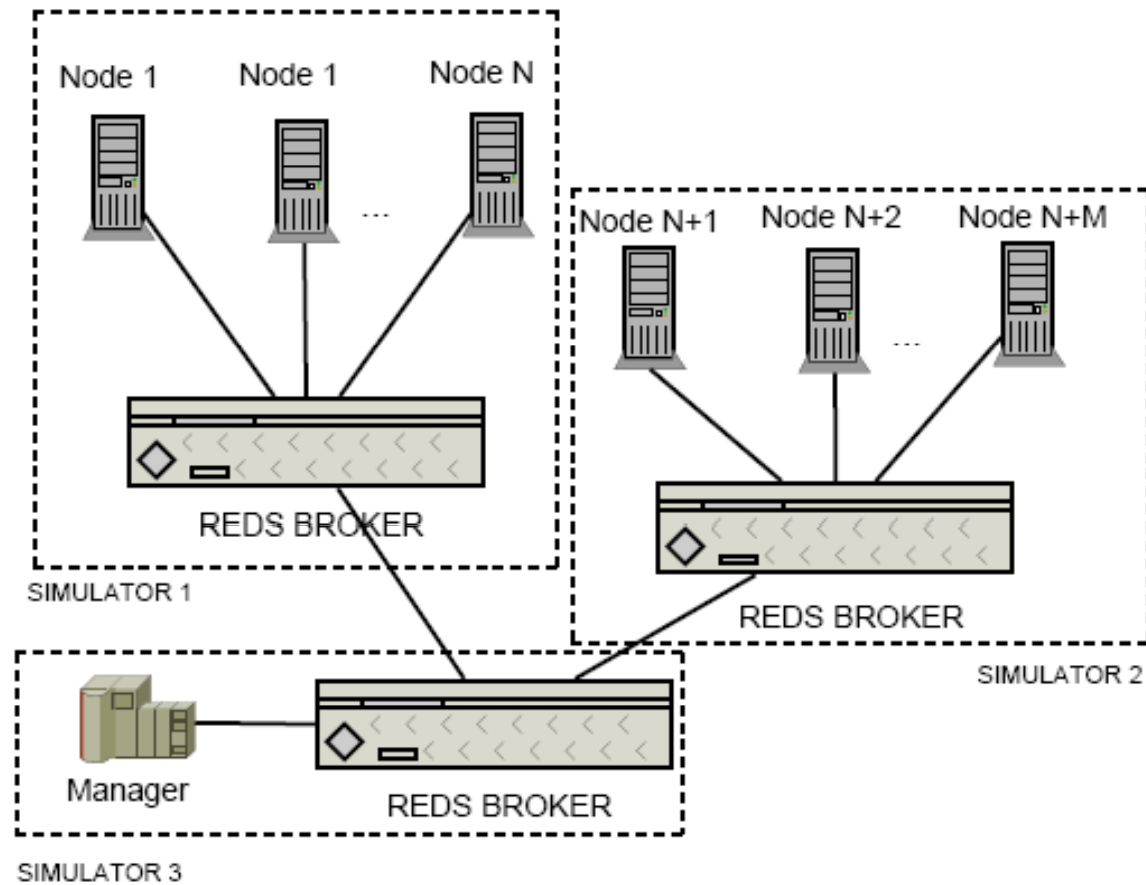 Node 1
Node 1
Node N
...
REDS BROKER
SIMULATOR 1
Node N+1
Node N+2
Node N+M
...
REDS BROKER
SIMULATOR 2
Manager
REDS BROKER
SIMULATOR 3